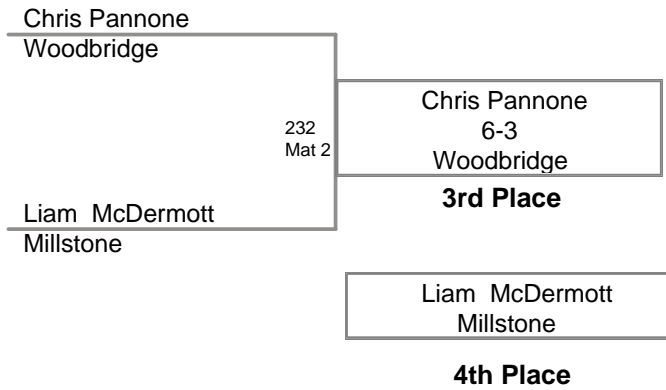 Chris Pannone
Woodbridge
232
Mat 2
Chris Pannone
6-3
Woodbridge
3rd Place
Liam McDermott
Millstone
Liam McDermott
Millstone
4th Place